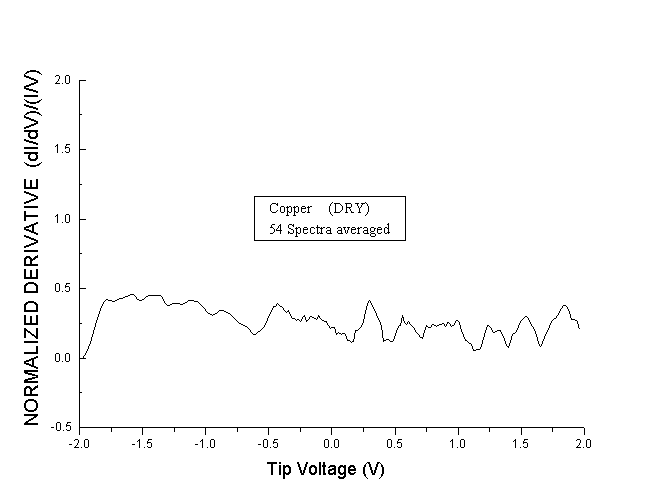 NORMALIZED DERIVATIVE (dI/dV)/(I/V)
2.0
1.5
1.0
0.5
0.0
-0.5
Copper (DRY)
54 Spectra averaged
-2.0 -1.5 -1.0 -0.5 0.0 0.5 1.0 1.5 2.0
Tip Voltage (V)